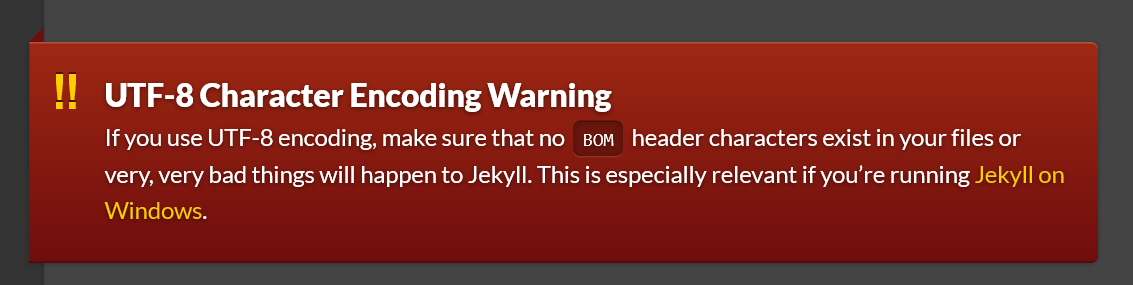 !!
UTF-8 Character Encoding Warning
If you use UTF-8 encoding, make sure that no BOM header characters exist in your files or
very, very bad things will happen to Jekyll. This is especially relevant if you’re running Jekyll on
Windows.